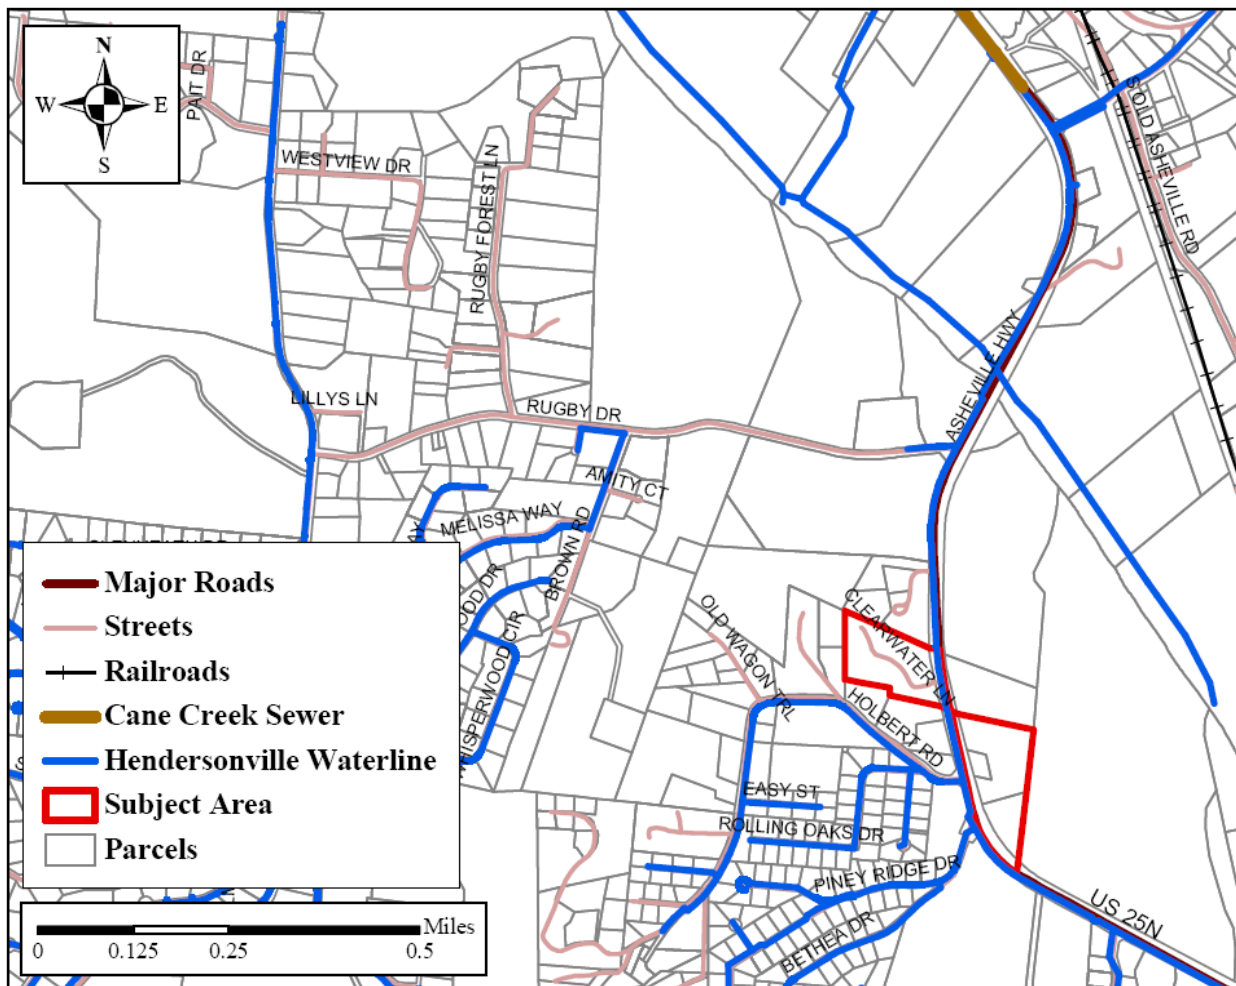 N
W E
S
PAIT DR
WESTVIEW DR
RUGBY FOREST LN
S OLD ASHEVILLE RD
ASHEVILLE HWY
LILLYS LN
RUGBY DR
AMITY CT
MELISSA WAY
BROWN RD
WHISPERWOOD CIR
OLD WAGON TRL
CLEARWATER LN
HOLBERT RD
EASY ST
ROLLING OAKS DR
PINEY RIDGE DR
BETHEA DR
US 25N
Major Roads
Streets
Railroads
Cane Creek Sewer
Hendersonville Waterline
Subject Area
Parcels
Miles
0 0.125 0.25 0.5